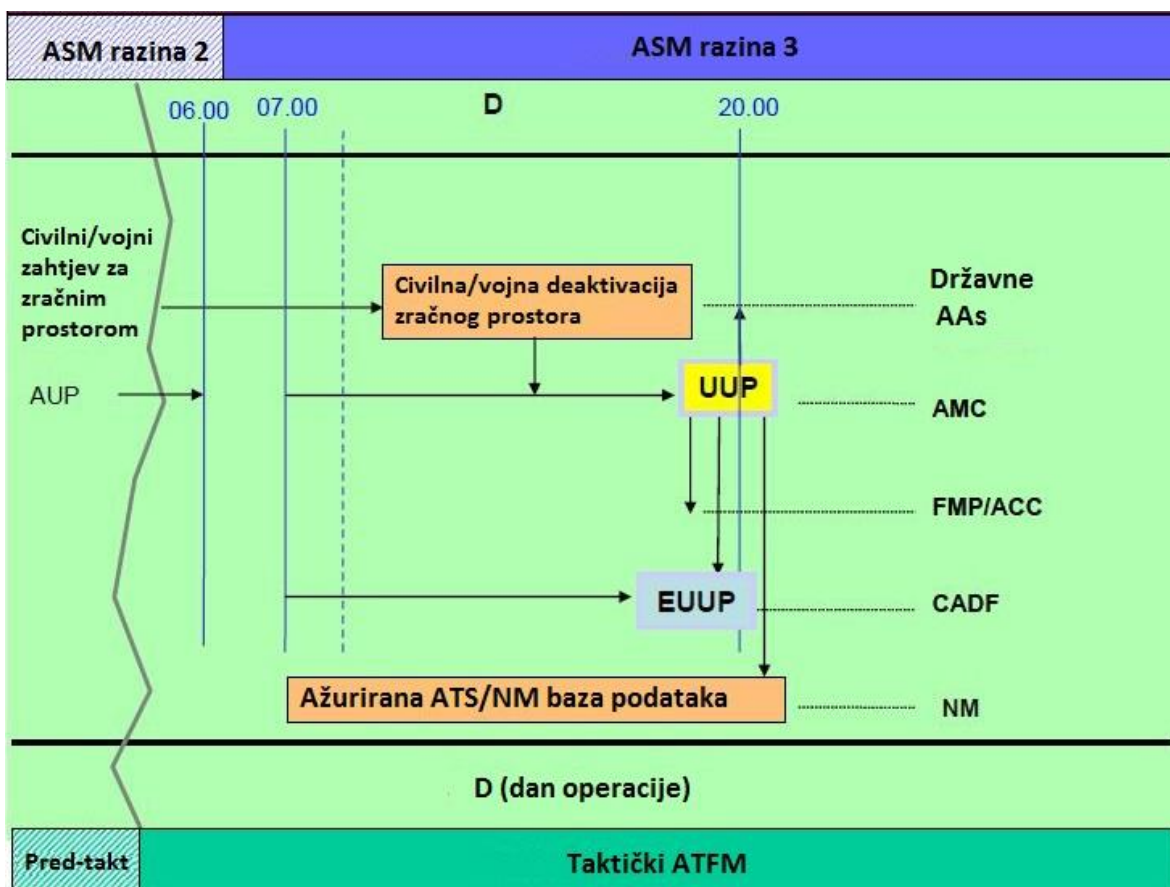 ASM razina 2
ASM razina 3
06.00
07.00
D
20.00
Civilni/vojni
zahtjev za
zračnim
prostorom
Civilna/vojna deaktivacija
zračnog prostora
Državne
AAs
AUP
UUP
AMC
FMP/ACC
EUUP
CADF
Ažurirana ATS/NM baza podataka
NM
D (dan operacije)
Pred-takt
Taktički ATFM